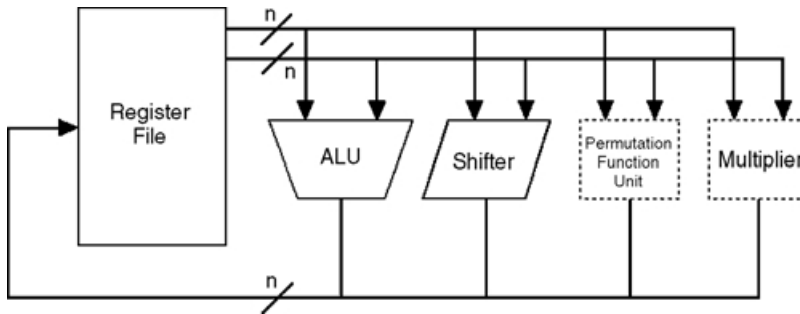 n
n
Register
File
ALU
Shifter
Permutation
Function
Unit
Multiplier
n